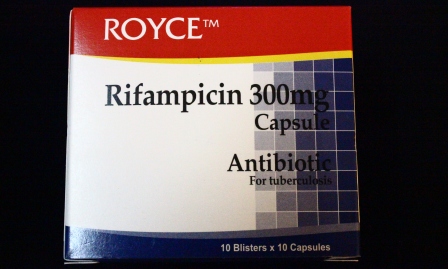 ROYCE™
Rifampicin 300mg
Capsule
Antibiotic
For tuberculosis
10 Blisters x 10 Capsules